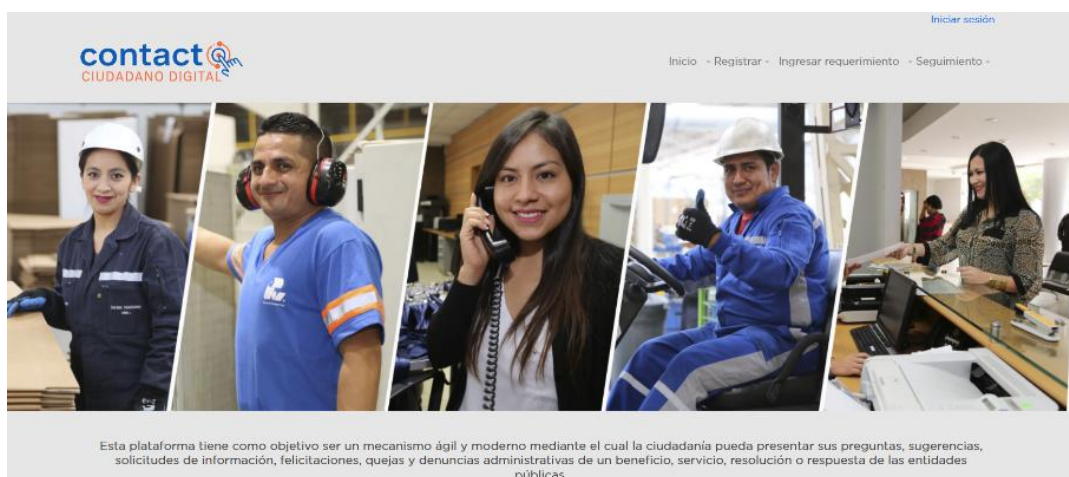 Iniciar sesión
contacto
CIUDADANO DIGITAL
Inicio - Registrar - Ingresar requerimiento - Seguimiento -
Esta plataforma tiene como objetivo ser un mecanismo ágil y moderno mediante el cual la ciudadanía pueda presentar sus preguntas, sugerencias,
solicitudes de información, felicitaciones, quejas y denuncias administrativas de un beneficio, servicio, resolución o respuesta de las entidades
públicas